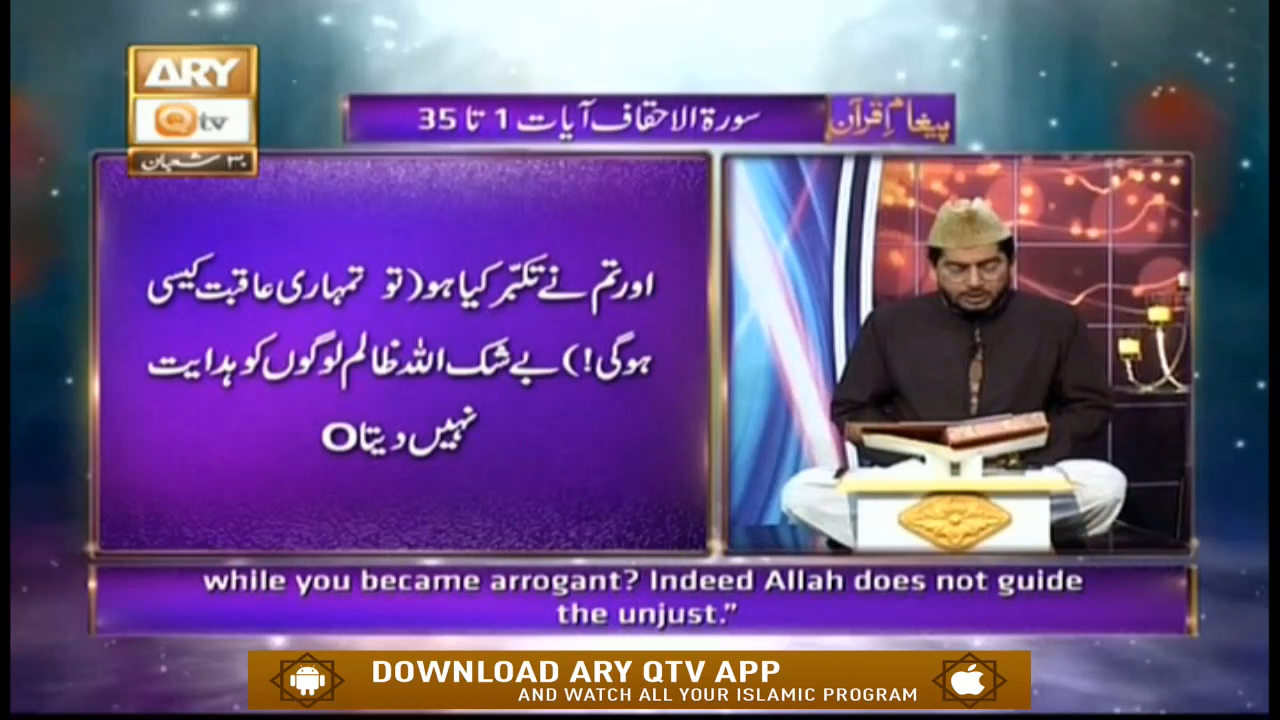 ARY
Qtv
۳ شعبان
پیغامِ قرآن
سورۃ الاحقاف آیات 1 تا 35
اور تم نے تکبّر کیا ہو (تو تمہاری عاقبت کیسی
ہوگی!) بے شک اللہ ظالم لوگوں کو ہدایت
نہیں دیتاO
while you became arrogant? Indeed Allah does not guide
the unjust.”
DOWNLOAD ARY QTV APP
AND WATCH ALL YOUR ISLAMIC PROGRAM